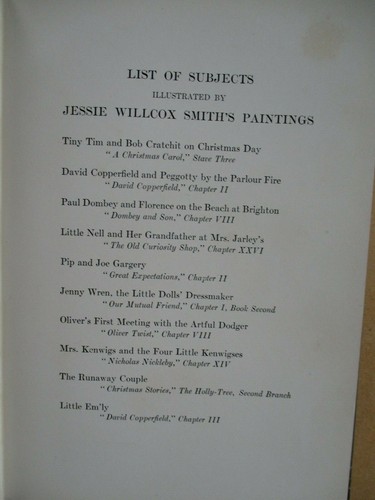 LIST OF SUBJECTS
ILLUSTRATED BY
JESSIE WILLCOX SMITH'S PAINTINGS
Tiny Tim and Bob Cratchit on Christmas Day
"A Christmas Carol," Stave Three
David Copperfield and Peggotty by the Parlour Fire
"David Copperfield," Chapter II
Paul Dombey and Florence on the Beach at Brighton
"Dombey and Son," Chapter VIII
Little Nell and Her Grandfather at Mrs. Jarley's
"The Old Curiosity Shop," Chapter XXVI
Pip and Joe Gargery
"Great Expectations," Chapter II
Jenny Wren, the Little Dolls' Dressmaker
"Our Mutual Friend," Chapter I, Book Second
Oliver's First Meeting with the Artful Dodger
"Oliver Twist," Chapter VIII
Mrs. Kenwigs and the Four Little Kenwigses
"Nicholas Nickleby," Chapter XIV
The Runaway Couple
"Christmas Stories," The Holly-Tree, Second Branch
Little Em'ly
"David Copperfield," Chapter III